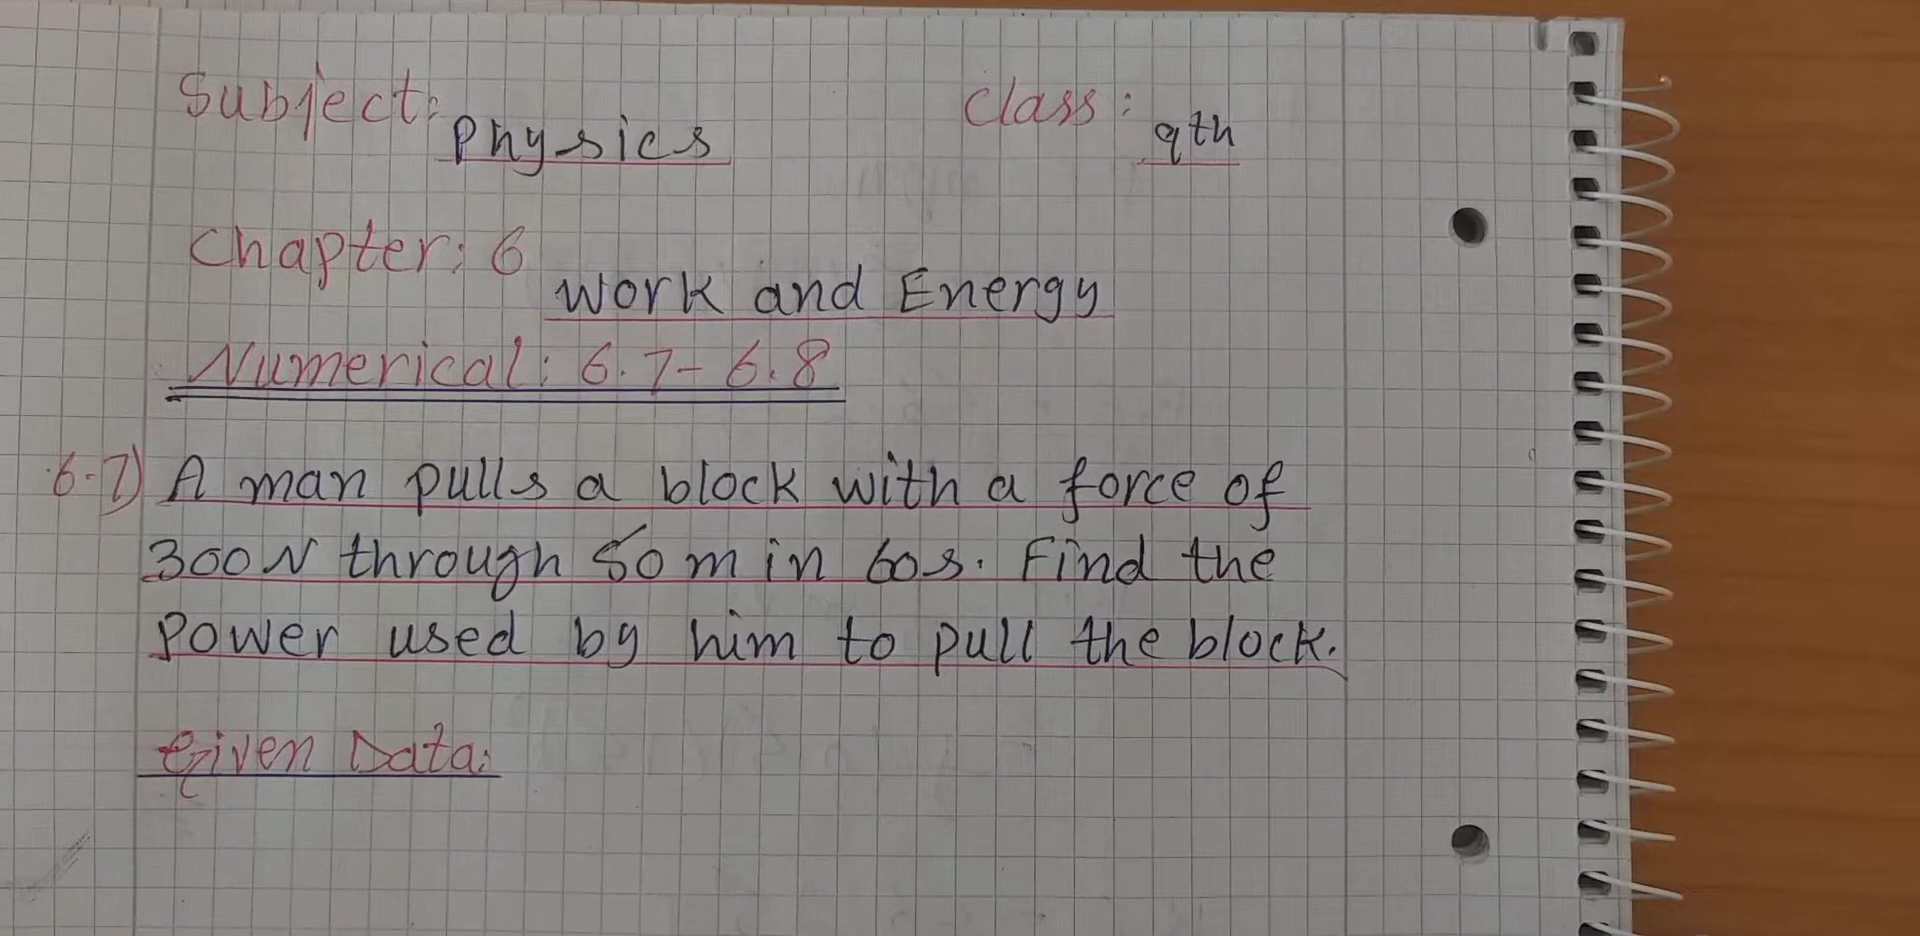 Subject: Physics Class: 9th
Chapter: 6 Work and Energy
Numerical: 6.7- 6.8
6.7) A man pulls a block with a force of
300N through 50 m in 60s. Find the
Power used by him to pull the block.
Given Data: